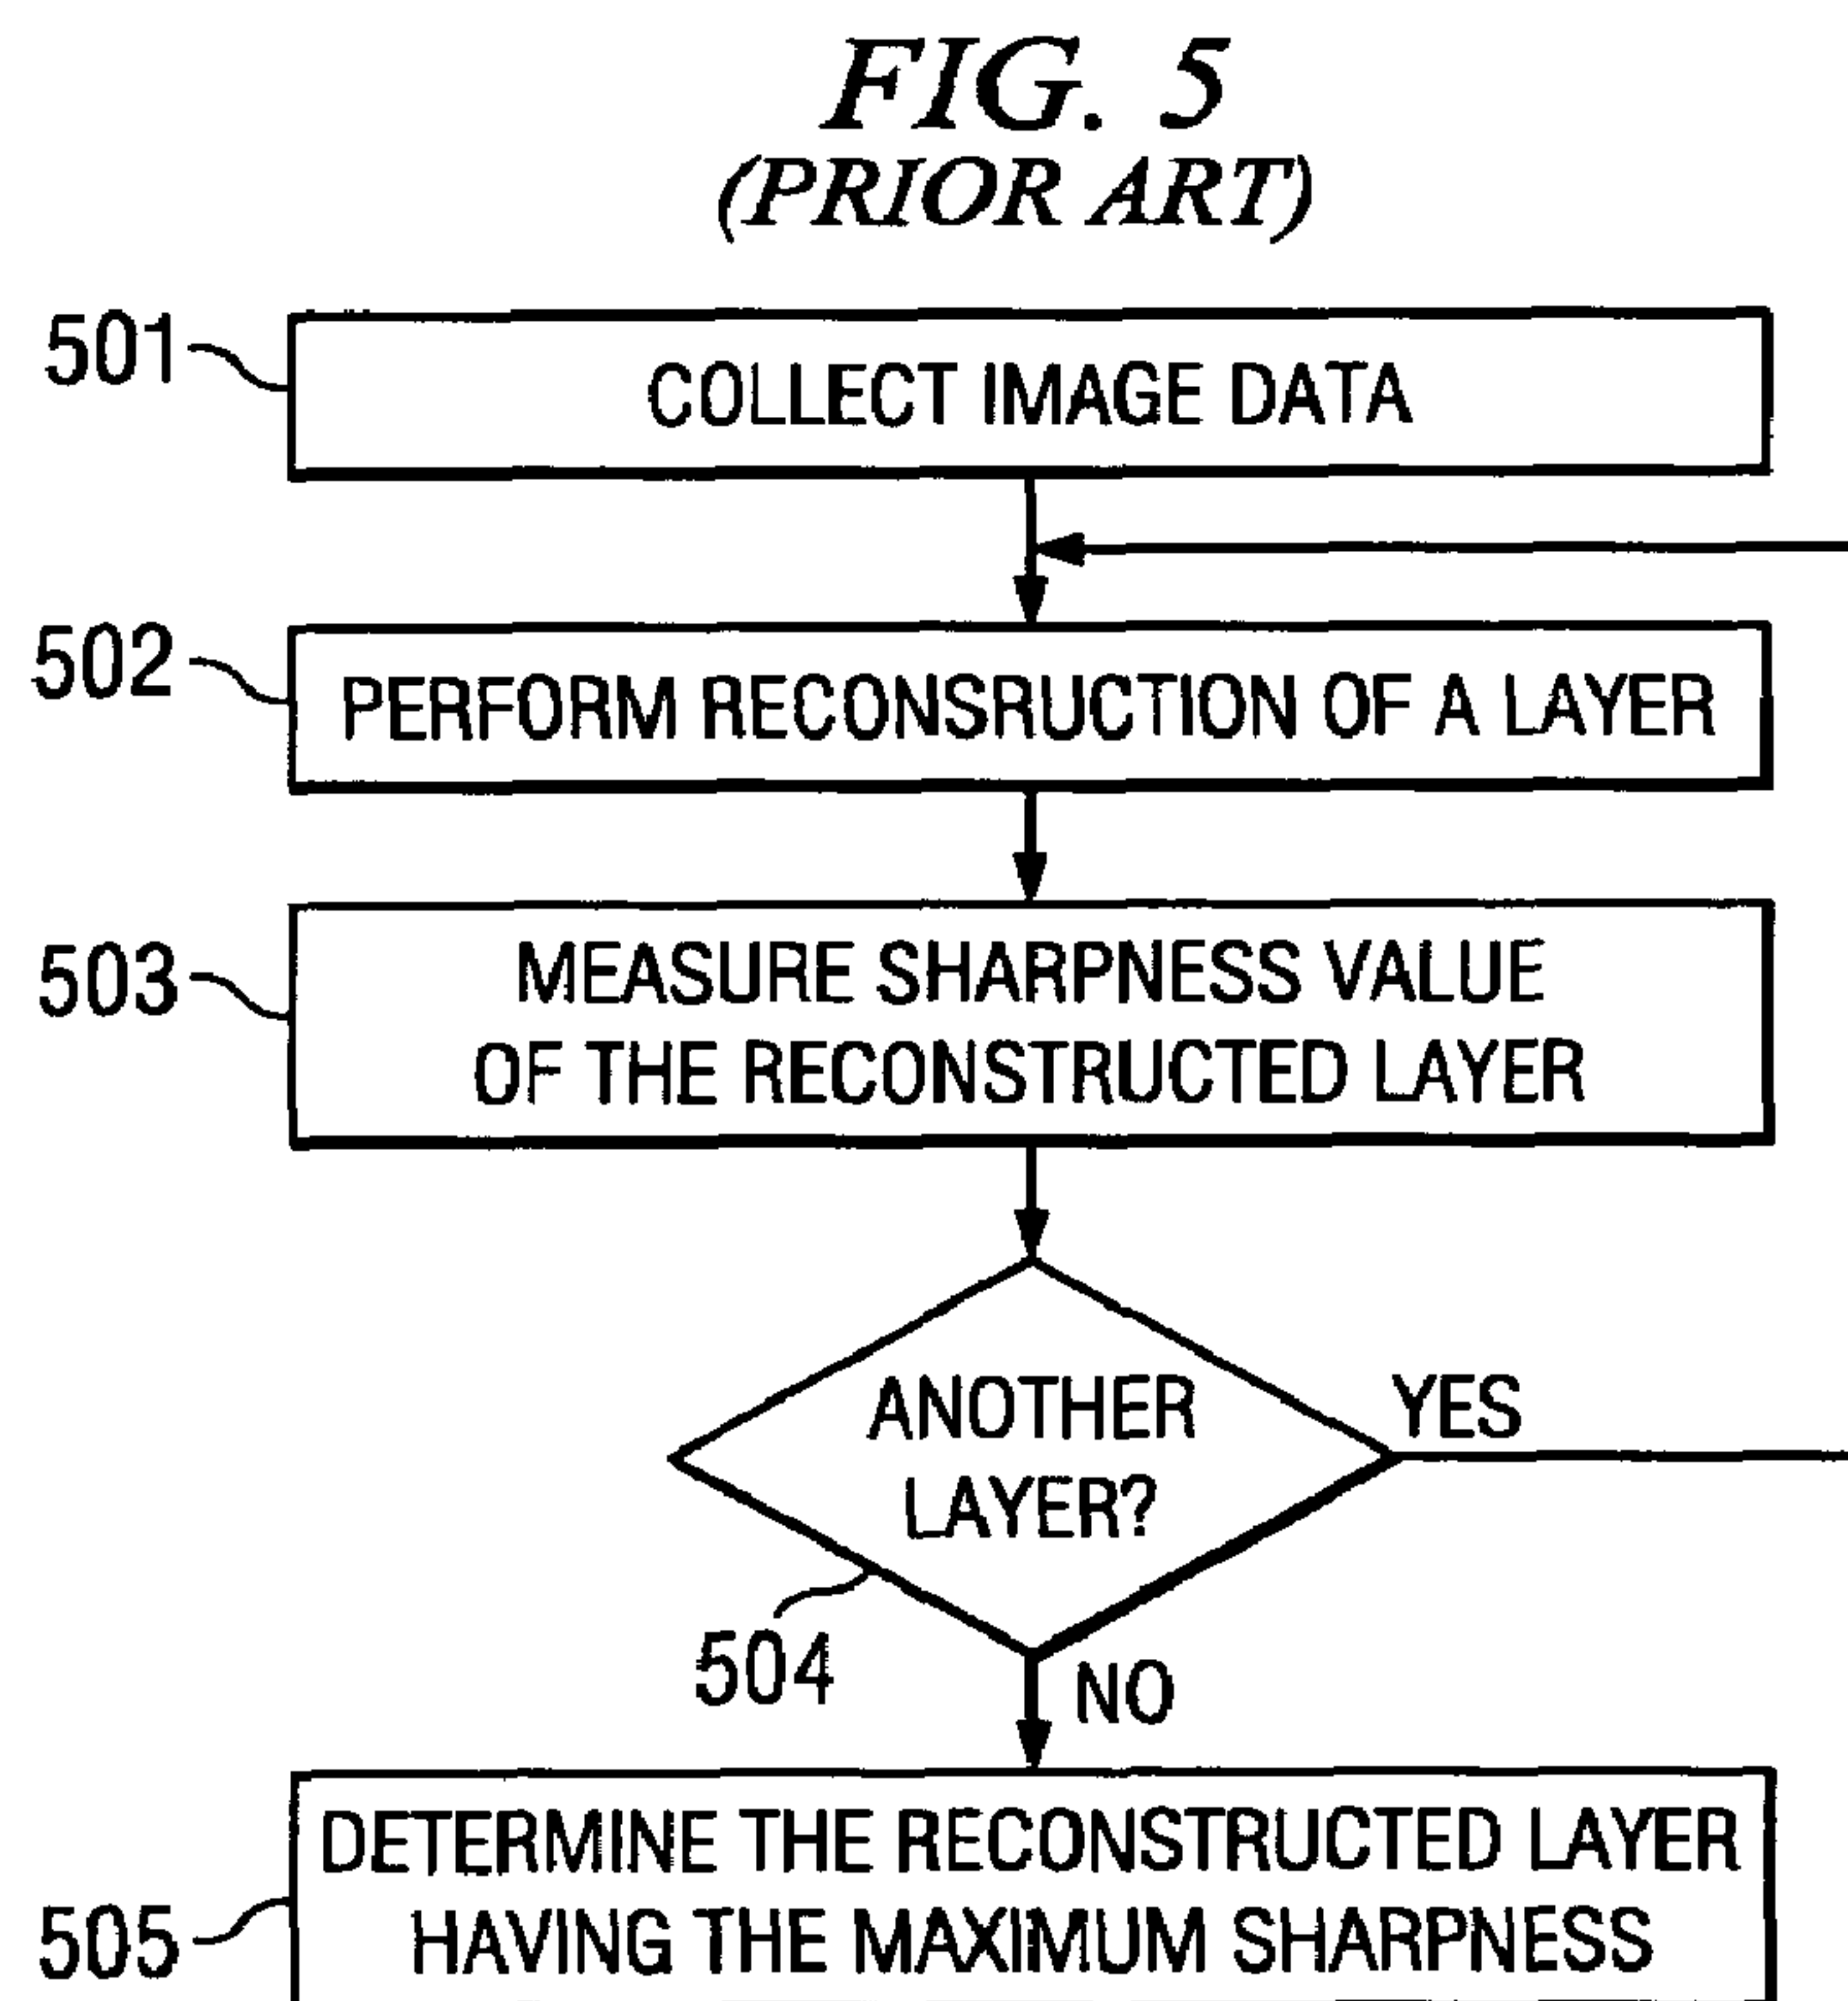 FIG. 5
(PRIOR ART)
501
COLLECT IMAGE DATA
502
PERFORM RECONSRUCTION OF A LAYER
503
MEASURE SHARPNESS VALUE
OF THE RECONSTRUCTED LAYER
ANOTHER
LAYER?
YES
504
NO
505
DETERMINE THE RECONSTRUCTED LAYER
HAVING THE MAXIMUM SHARPNESS